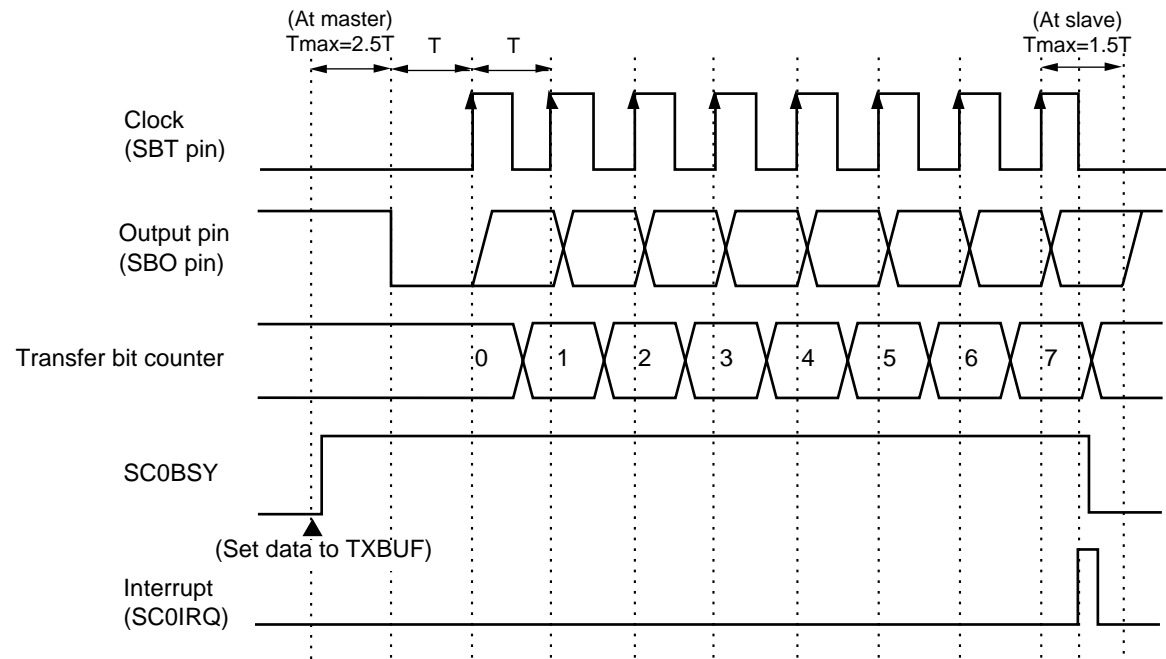 (At master)
Tmax=2.5T
T
T
(At slave)
Tmax=1.5T
Clock
(SBT pin)
Output pin
(SBO pin)
Transfer bit counter
0 1 2 3 4 5 6 7
SC0BSY
(Set data to TXBUF)
Interrupt
(SC0IRQ)